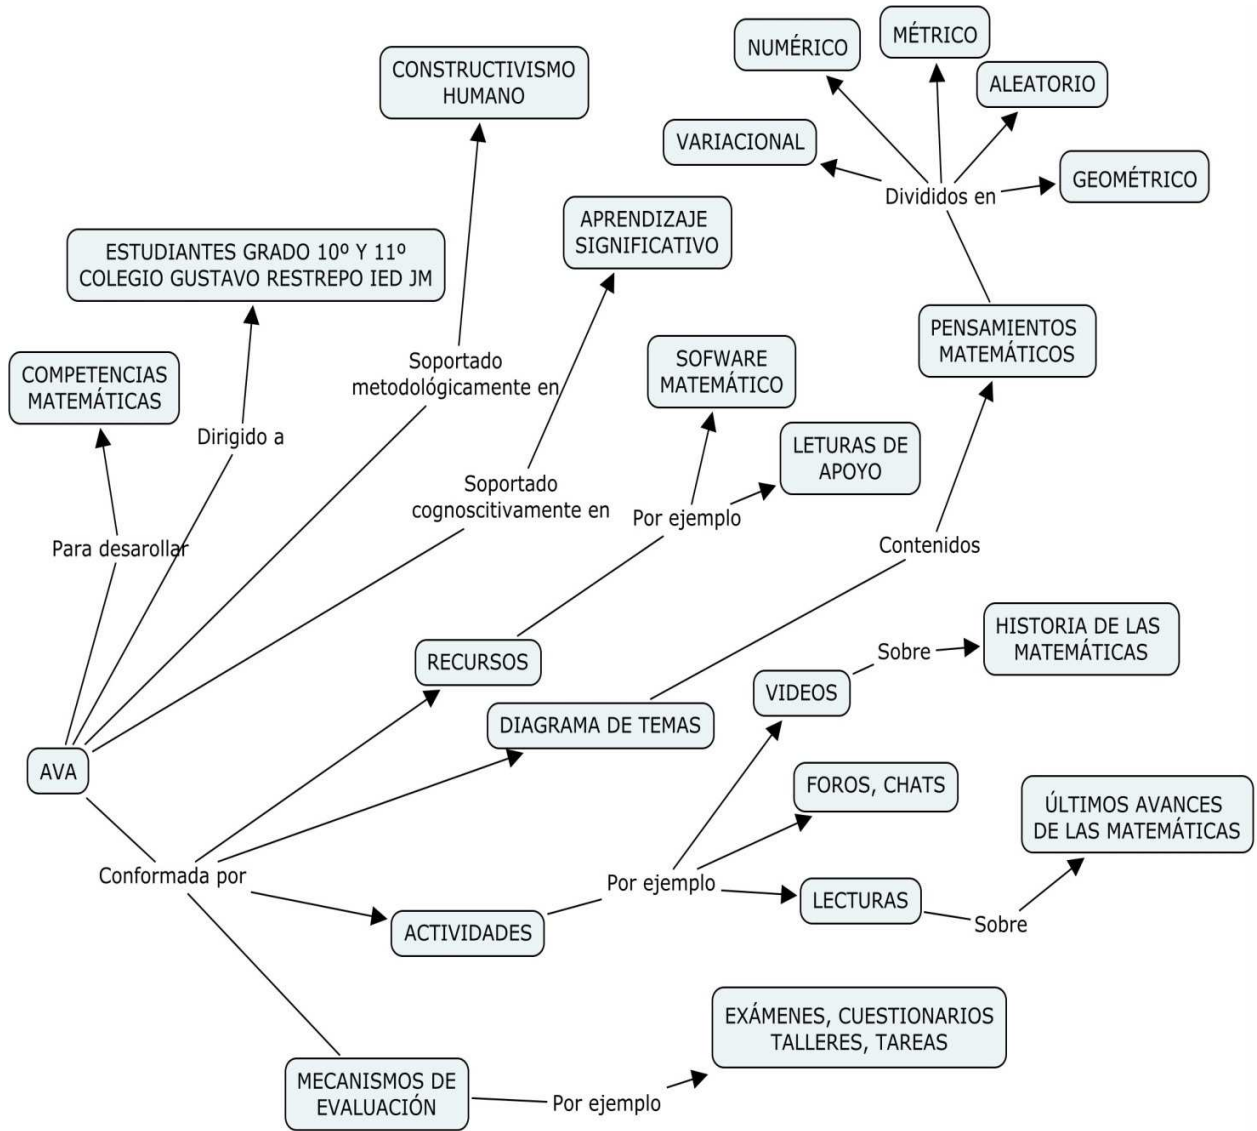 NUMÉRICO
MÉTRICO
ALEATORIO
VARIACIONAL
GEOMÉTRICO
Divididos en
CONSTRUCTIVISMO
HUMANO
APRENDIZAJE
SIGNIFICATIVO
ESTUDIANTES GRADO 10º Y 11º
COLEGIO GUSTAVO RESTREPO IED JM
PENSAMIENTOS
MATEMÁTICOS
COMPETENCIAS
MATEMÁTICAS
Soportado
metodológicamente en
SOFWARE
MATEMÁTICO
Dirigido a
LETURAS DE
APOYO
Soportado
cognoscitivamente en
Por ejemplo
Para desarollar
Contenidos
RECURSOS
HISTORIA DE LAS
MATEMÁTICAS
Sobre
VIDEOS
DIAGRAMA DE TEMAS
AVA
FOROS, CHATS
ÚLTIMOS AVANCES
DE LAS MATEMÁTICAS
Conformada por
Por ejemplo
LECTURAS
Sobre
ACTIVIDADES
EXÁMENES, CUESTIONARIOS
TALLERES, TAREAS
MECANISMOS DE
EVALUACIÓN
Por ejemplo